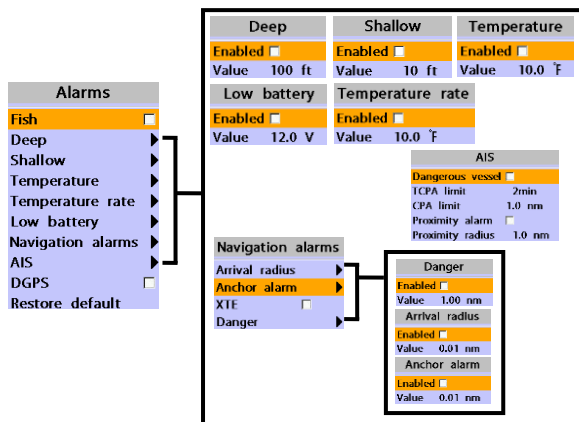 Alarms
Fish
Deep
Shallow
Temperature
Temperature rate
Low battery
Navigation alarms
AIS
DGPS
Restore default
Deep
Enabled
Value 100 ft
Shallow
Enabled
Value 10 ft
Temperature
Enabled
Value 10.0 °F
Low battery
Enabled
Value 12.0 V
Temperature rate
Enabled
Value 10.0 °F
AIS
Dangerous vessel
TCPA limit 2min
CPA limit 1.0 nm
Proximity alarm
Proximity radius 1.0 nm
Navigation alarms
Arrival radius
Anchor alarm
XTE
Danger
Danger
Enabled
Value 1.00 nm
Arrival radius
Enabled
Value 0.01 nm
Anchor alarm
Enabled
Value 0.01 nm